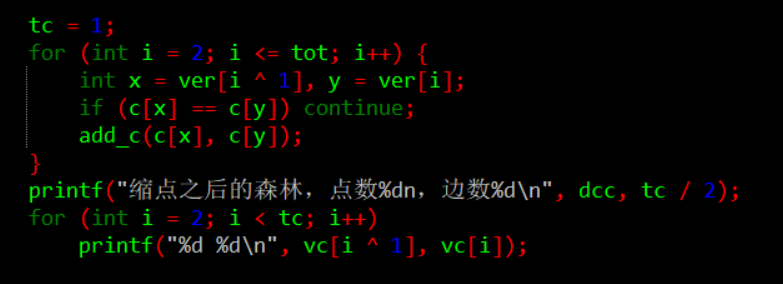 tc = 1;
for (int i = 2; i <= tot; i++) {
    int x = ver[i ^ 1], y = ver[i];
    if (c[x] == c[y]) continue;
    add_c(c[x], c[y]);
}
printf("缩点之后的森林，点数%dn，边数%d\n", dcc, tc / 2);
for (int i = 2; i < tc; i++)
    printf("%d %d\n", vc[i ^ 1], vc[i]);